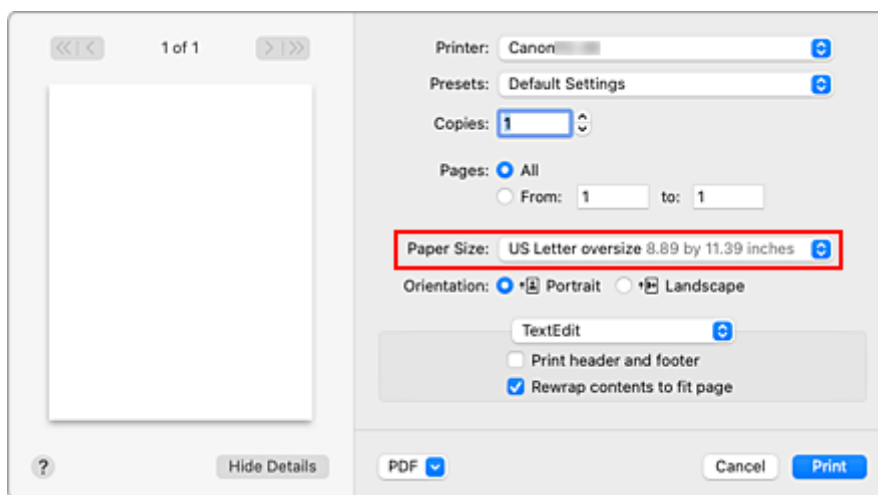 1 of 1
Printer: Canon
Presets: Default Settings
Copies: 1
Pages: All
From: 1 to: 1
Paper Size: US Letter oversize 8.89 by 11.39 inches
Orientation: Portrait Landscape
TextEdit
Print header and footer
Rewrap contents to fit page
? Hide Details PDF Cancel Print